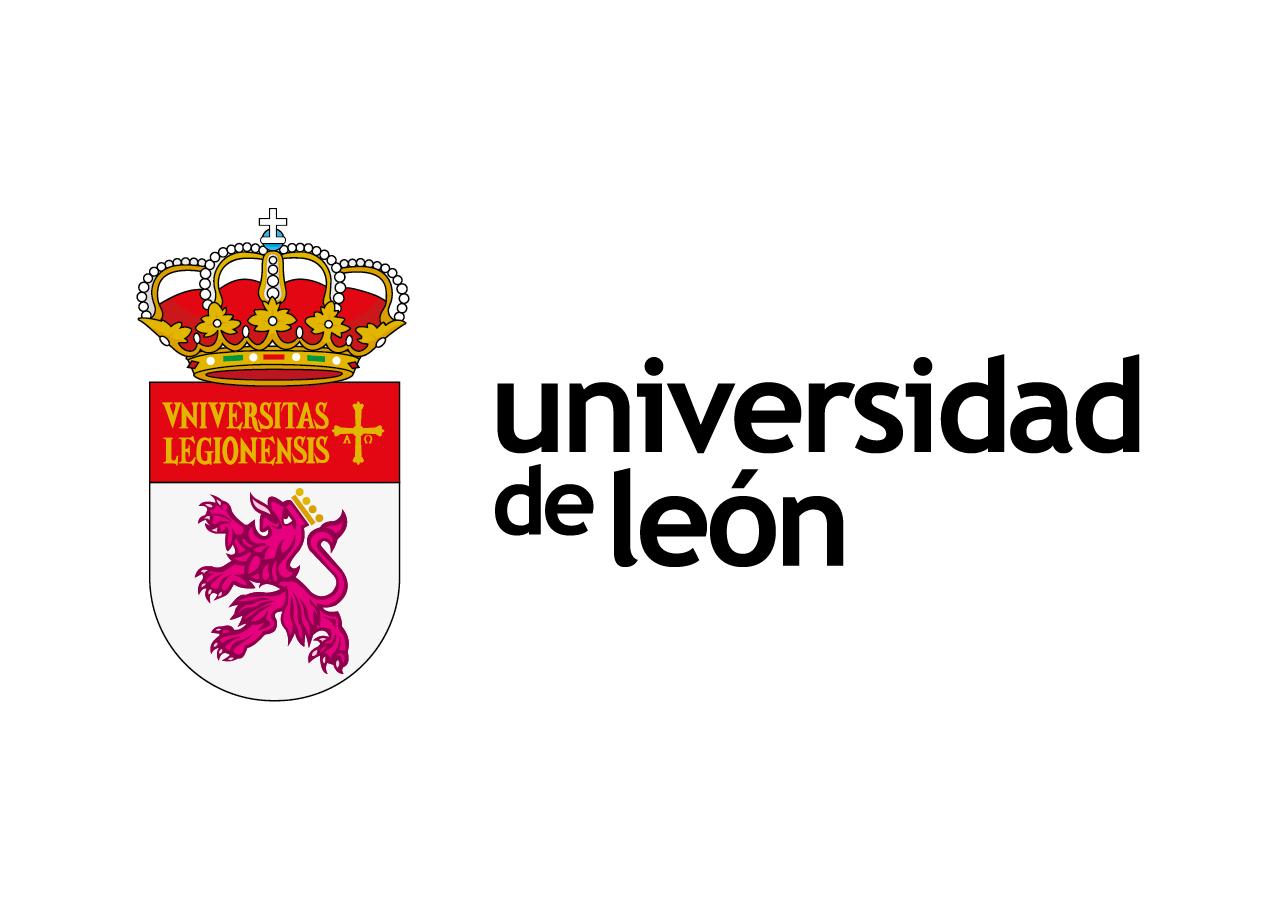 VNIVERSITAS
LEGIONENSIS
Α Ω
universidad
de león